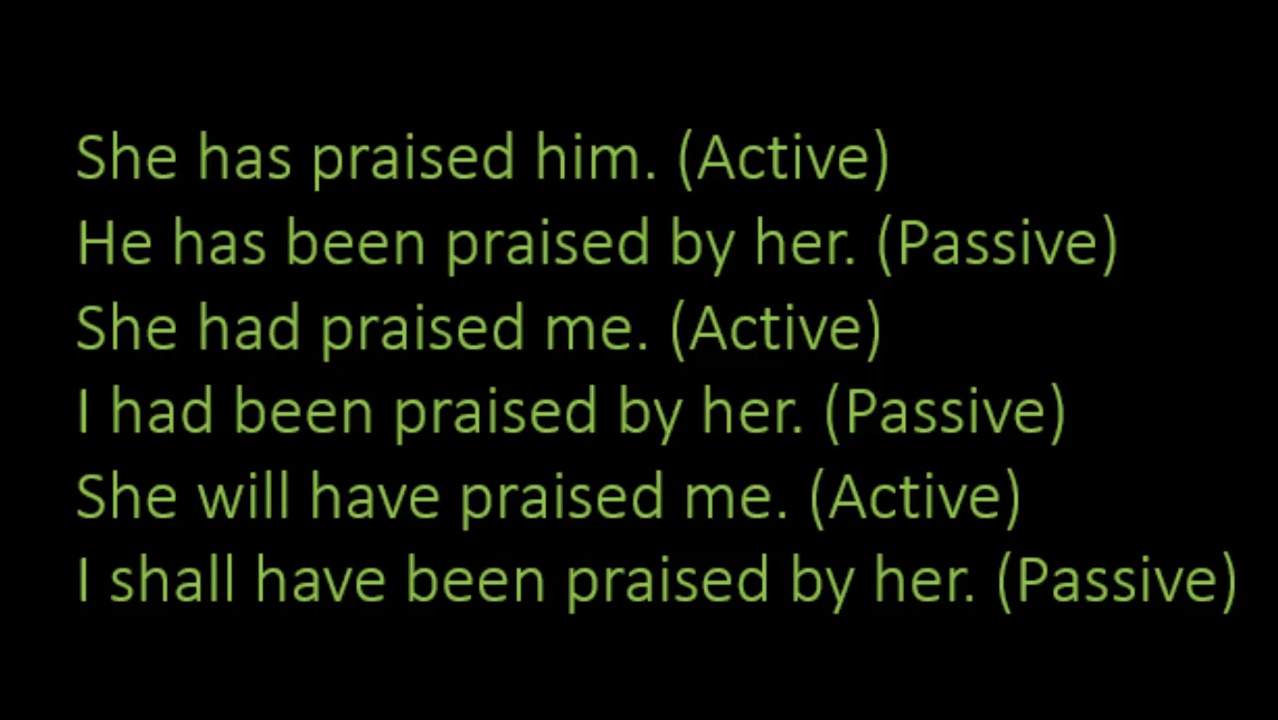 She has praised him. (Active)
He has been praised by her. (Passive)
She had praised me. (Active)
I had been praised by her. (Passive)
She will have praised me. (Active)
I shall have been praised by her. (Passive)